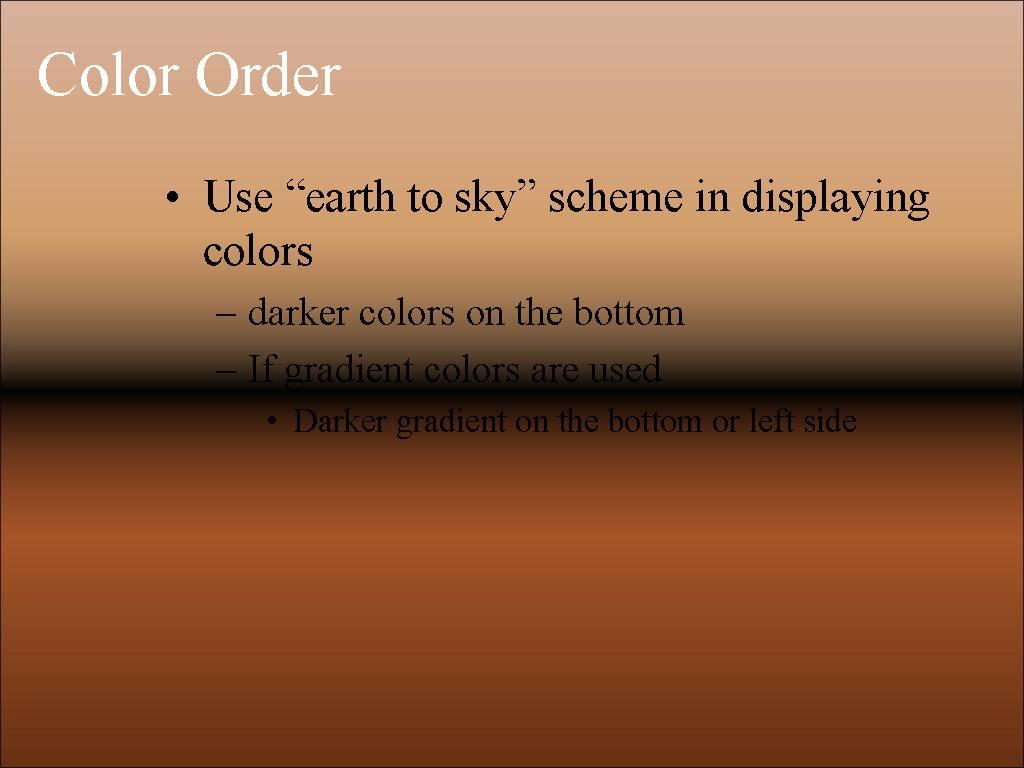 Color Order
• Use “earth to sky” scheme in displaying
colors
– darker colors on the bottom
– If gradient colors are used
• Darker gradient on the bottom or left side